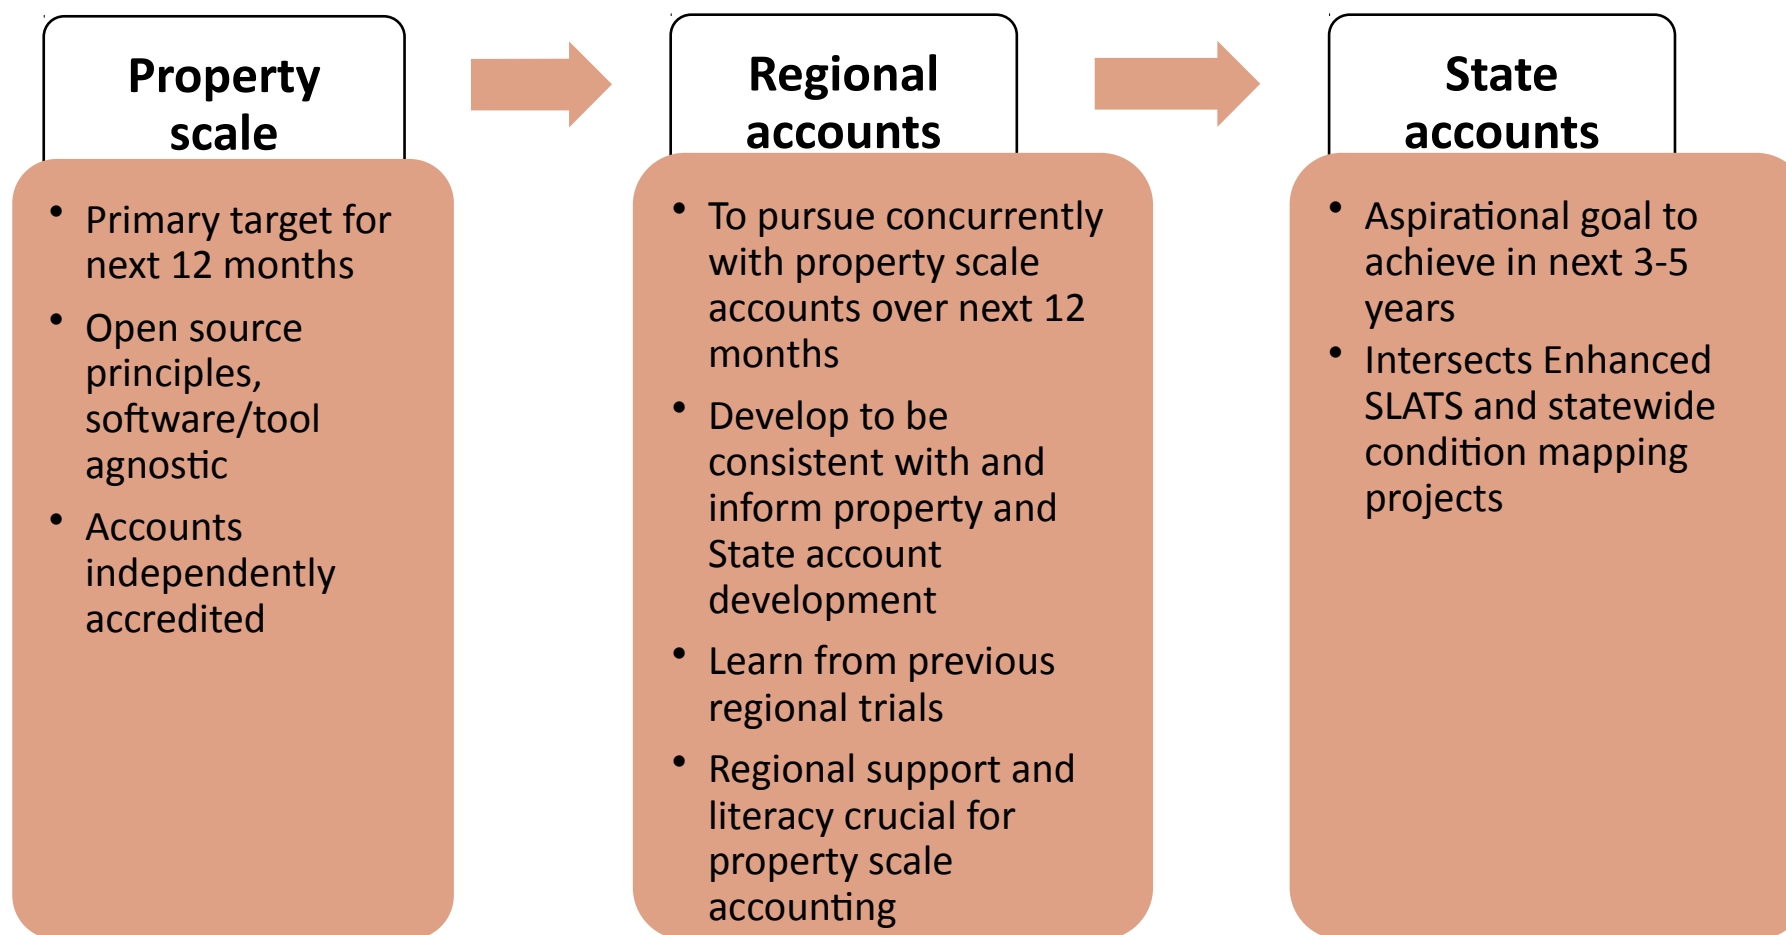 Property
scale
• Primary target for
next 12 months
• Open source
principles,
software/tool
agnostic
• Accounts
independently
accredited
Regional
accounts
• To pursue concurrently
with property scale
accounts over next 12
months
• Develop to be
consistent with and
inform property and
State account
development
• Learn from previous
regional trials
• Regional support and
literacy crucial for
property scale
accounting
State
accounts
• Aspirational goal to
achieve in next 3-5
years
• Intersects Enhanced
SLATS and statewide
condition mapping
projects